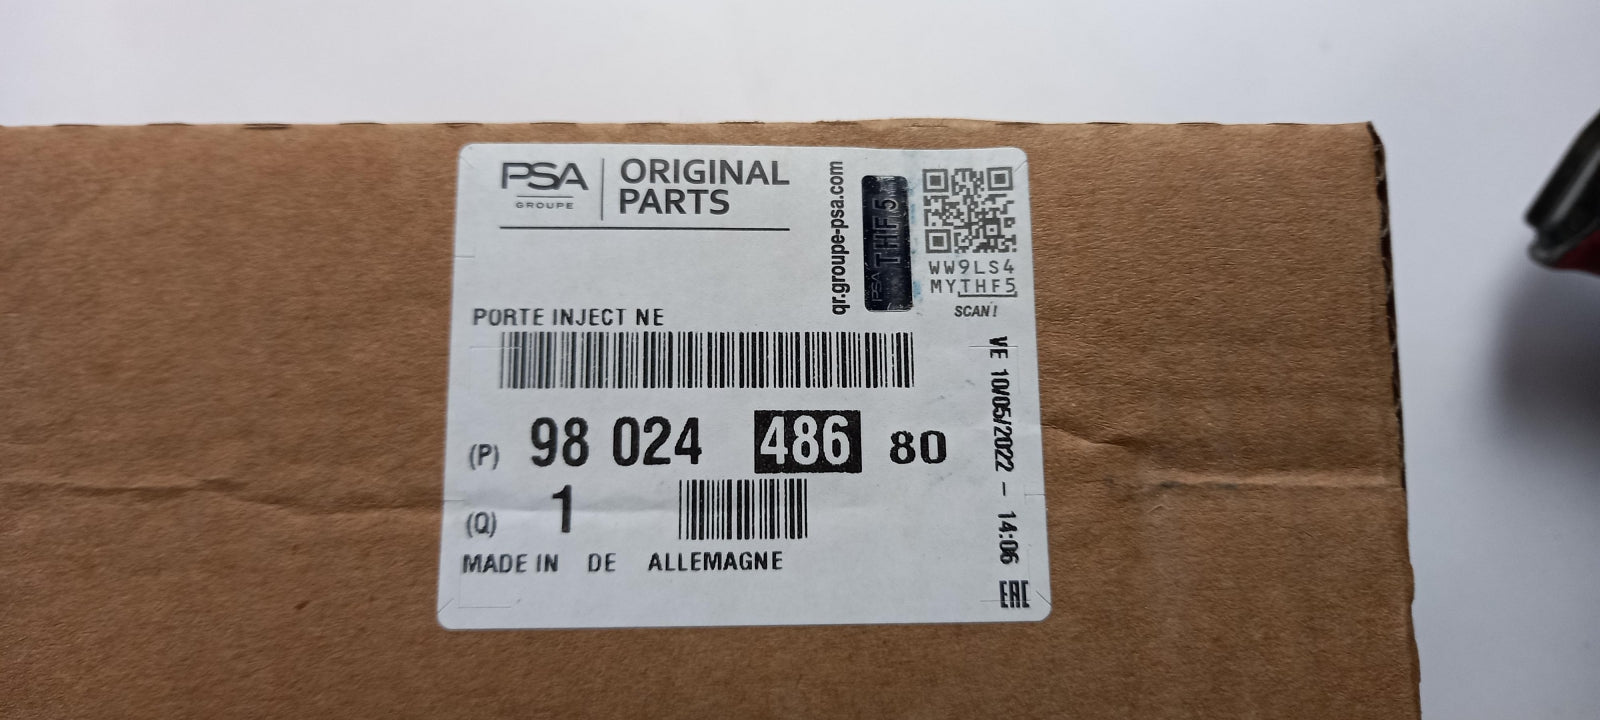 PSA
GROUPE
ORIGINAL
PARTS
qr.groupe-psa.com
PSA THF5
WW9LS4
MYTHF5
SCAN!
PORTE INJECT NE
(P) 98 024 486 80
(Q) 1
MADE IN DE ALLEMAGNE
VE 10/05/2022 - 14:06
EAC